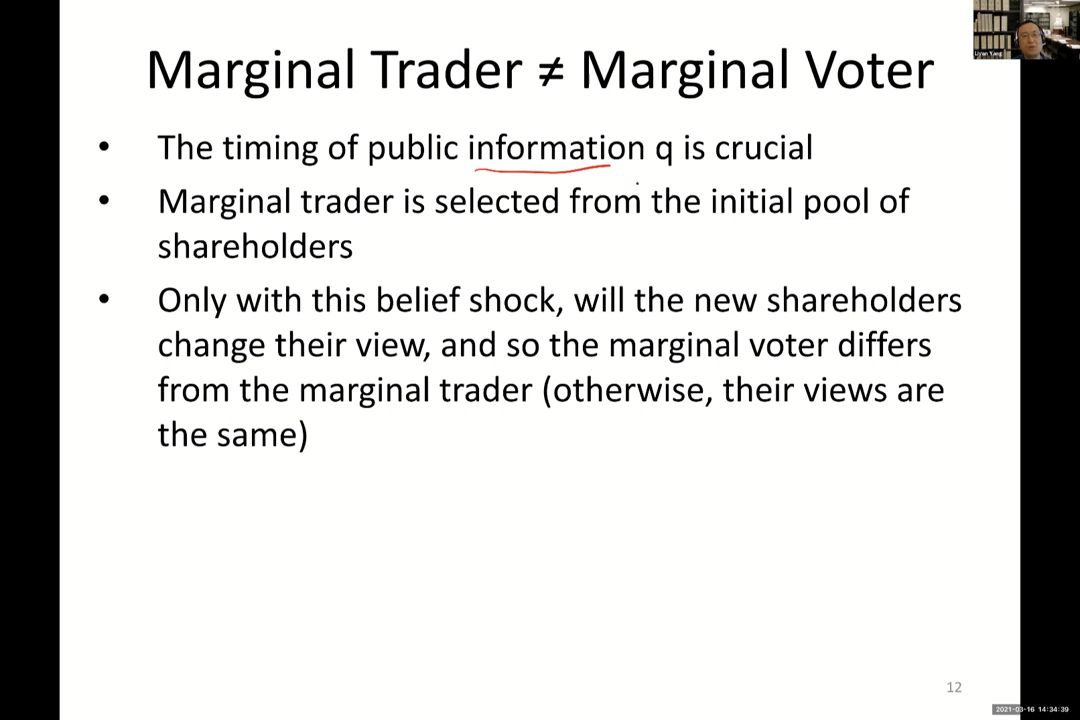 Marginal Trader ≠ Marginal Voter
• The timing of public information q is crucial
• Marginal trader is selected from the initial pool of
shareholders
• Only with this belief shock, will the new shareholders
change their view, and so the marginal voter differs
from the marginal trader (otherwise, their views are
the same)
12
Liyan Yang
2021-03-16 14:34:39